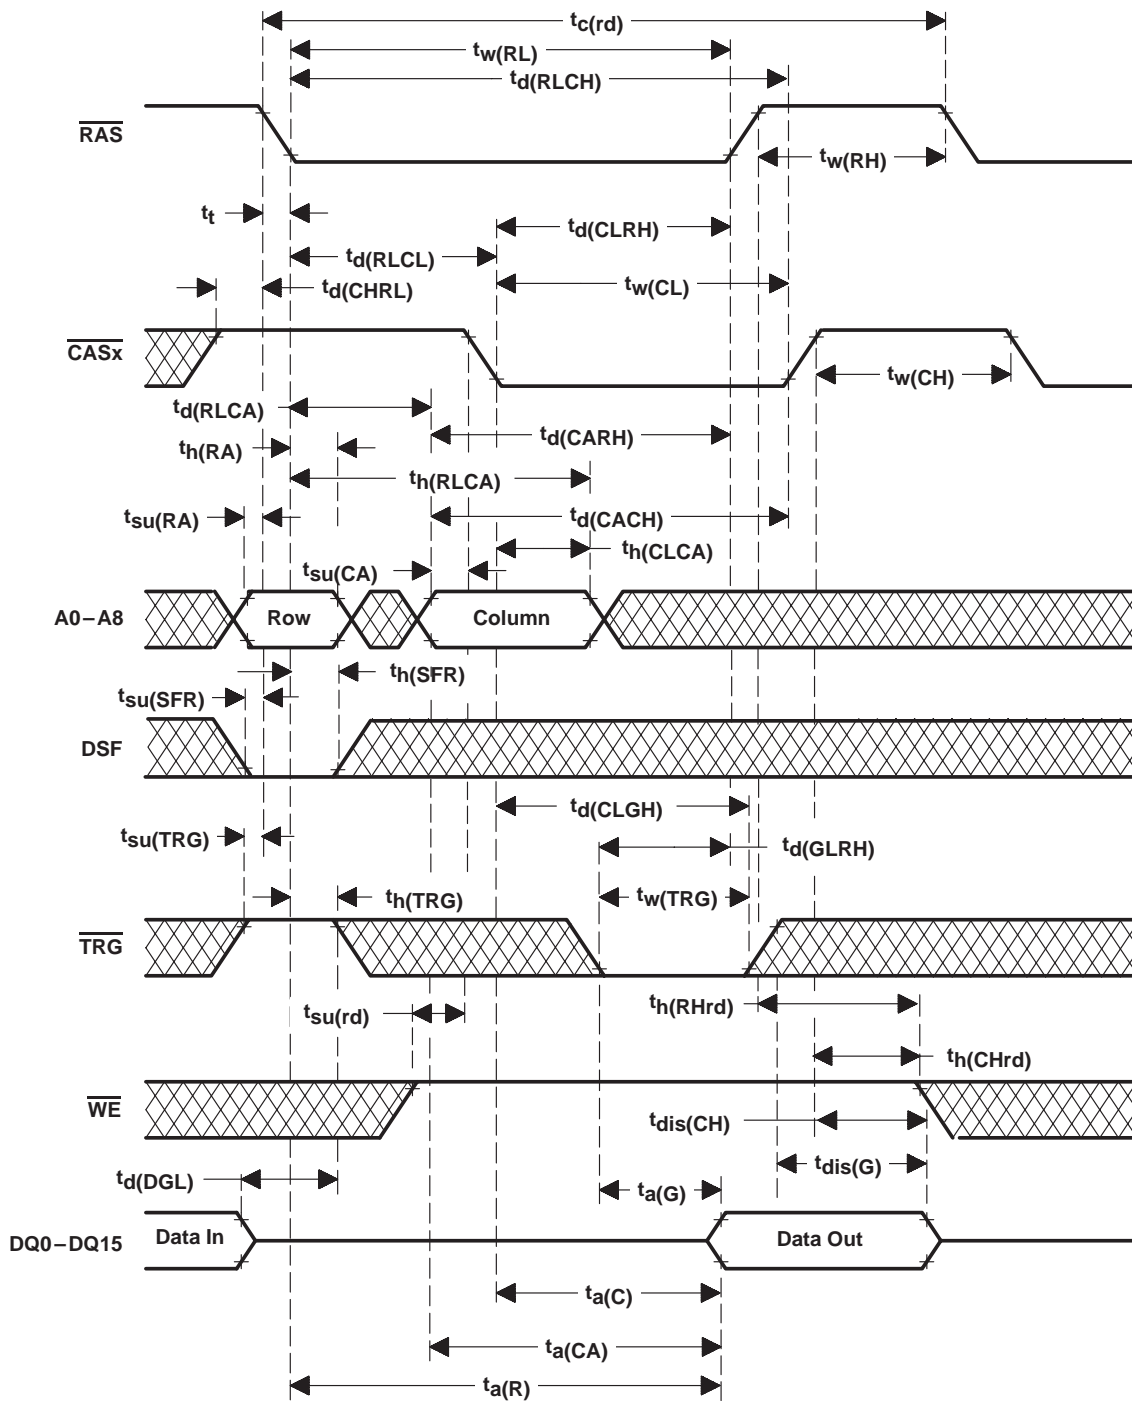 tc(rd)
tw(RL)
td(RLCH)
RAS
tw(RH)
tt
td(CLRH)
td(RLCL)
td(CHRL)
tw(CL)
CASx
tw(CH)
td(RLCA)
td(CARH)
th(RA)
th(RLCA)
tsu(RA)
td(CACH)
th(CLCA)
tsu(CA)
A0–A8
Row
Column
th(SFR)
tsu(SFR)
DSF
td(CLGH)
tsu(TRG)
td(GLRH)
th(TRG)
tw(TRG)
TRG
tsu(rd)
th(RHrd)
th(CHrd)
WE
tdis(CH)
tdis(G)
td(DGL)
ta(G)
DQ0–DQ15
Data In
Data Out
ta(C)
ta(CA)
ta(R)